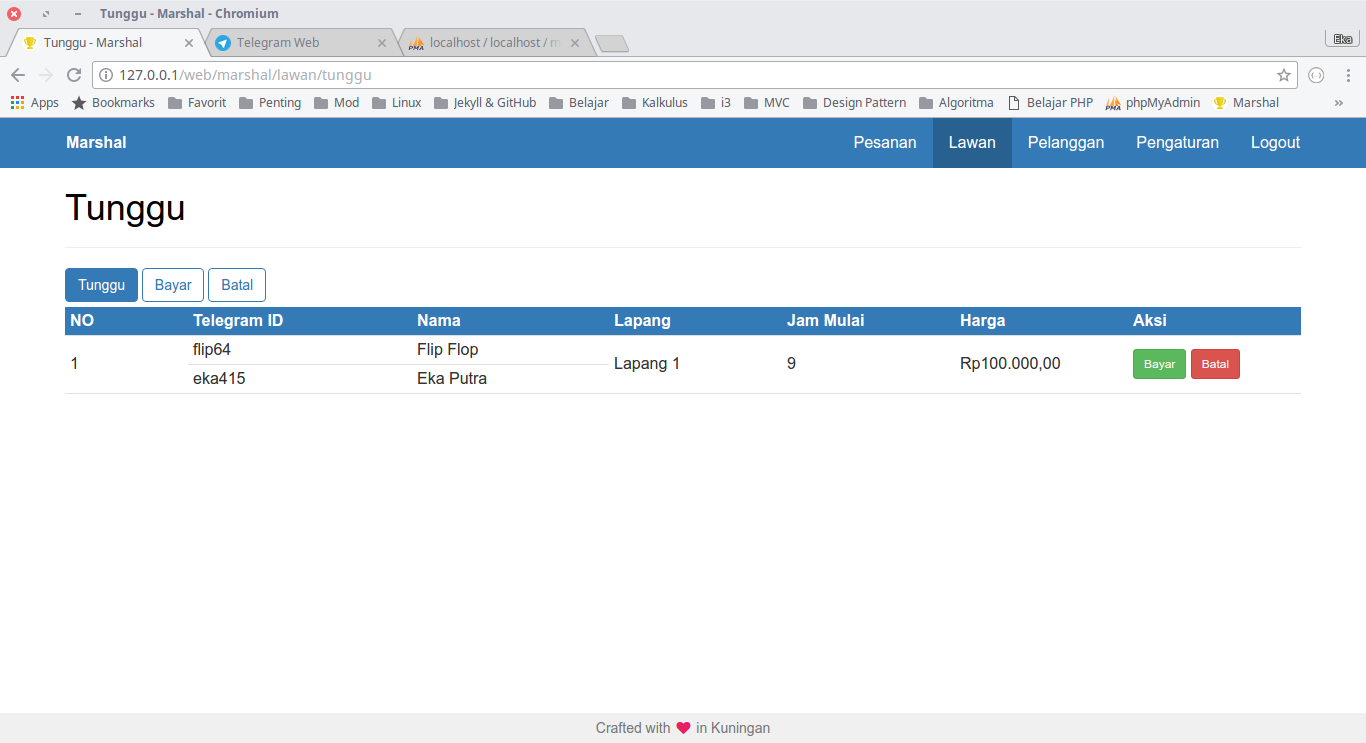 Tunggu - Marshal - Chromium
Tunggu - Marshal Telegram Web localhost / localhost / m Eka
127.0.0.1/web/marshal/lawan/tunggu
Apps Bookmarks Favorit Penting Mod Linux Jekyll & GitHub Belajar Kalkulus i3 MVC Design Pattern Algoritma Belajar PHP PMA phpMyAdmin Marshal »
Marshal Pesanan Lawan Pelanggan Pengaturan Logout
Tunggu
Tunggu Bayar Batal
NO Telegram ID Nama Lapang Jam Mulai Harga Aksi
flip64 Flip Flop
1 Lapang 1 9 Rp100.000,00 Bayar Batal
eka415 Eka Putra
Crafted with ❤ in Kuningan